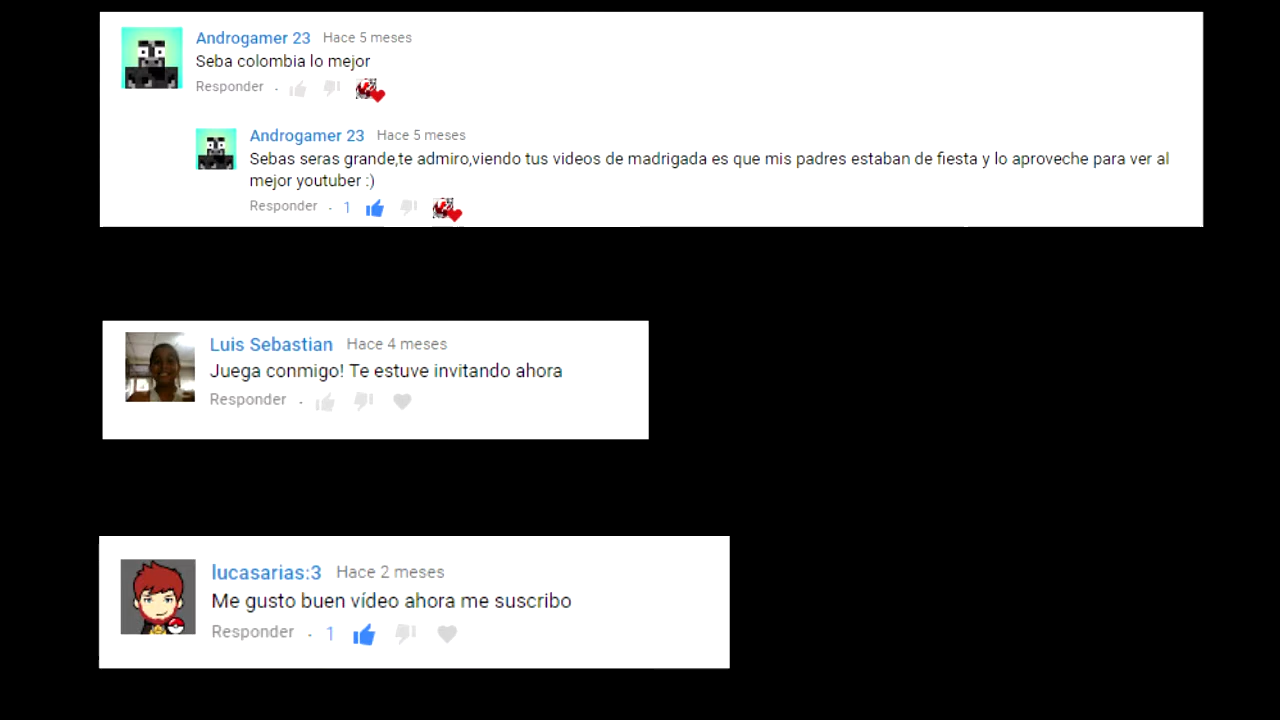 Androgamer 23 Hace 5 meses
Seba colombia lo mejor
Responder
Androgamer 23 Hace 5 meses
Sebas seras grande,te admiro,viendo tus videos de madrigada es que mis padres estaban de fiesta y lo aproveche para ver al
mejor youtuber :)
Responder · 1
Luis Sebastian Hace 4 meses
Juega conmigo! Te estuve invitando ahora
Responder
lucasarias:3 Hace 2 meses
Me gusto buen vídeo ahora me suscribo
Responder · 1